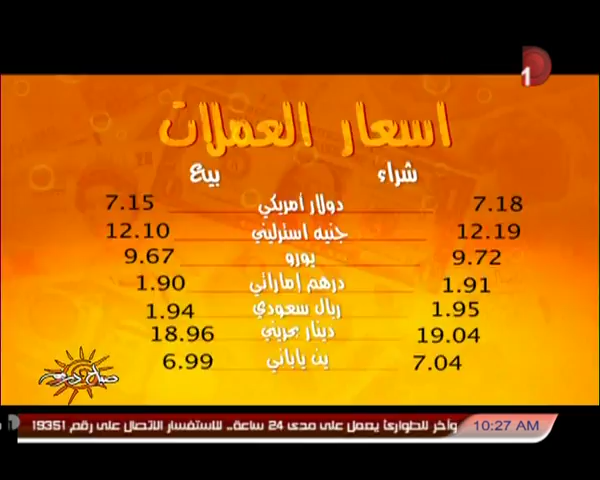 1
اسعار العملات
شراء بيع
7.18 دولار أمريكي 7.15
12.19 جنيه استرليني 12.10
9.72 يورو 9.67
1.91 درهم إماراتي 1.90
1.95 ريال سعودي 1.94
19.04 دينار بحريني 18.96
7.04 ين ياباني 6.99
صباح دريم
10:27 AM وآخر للطوارئ يعمل على مدى 24 ساعة.. للاستفسار الاتصال على رقم 19351